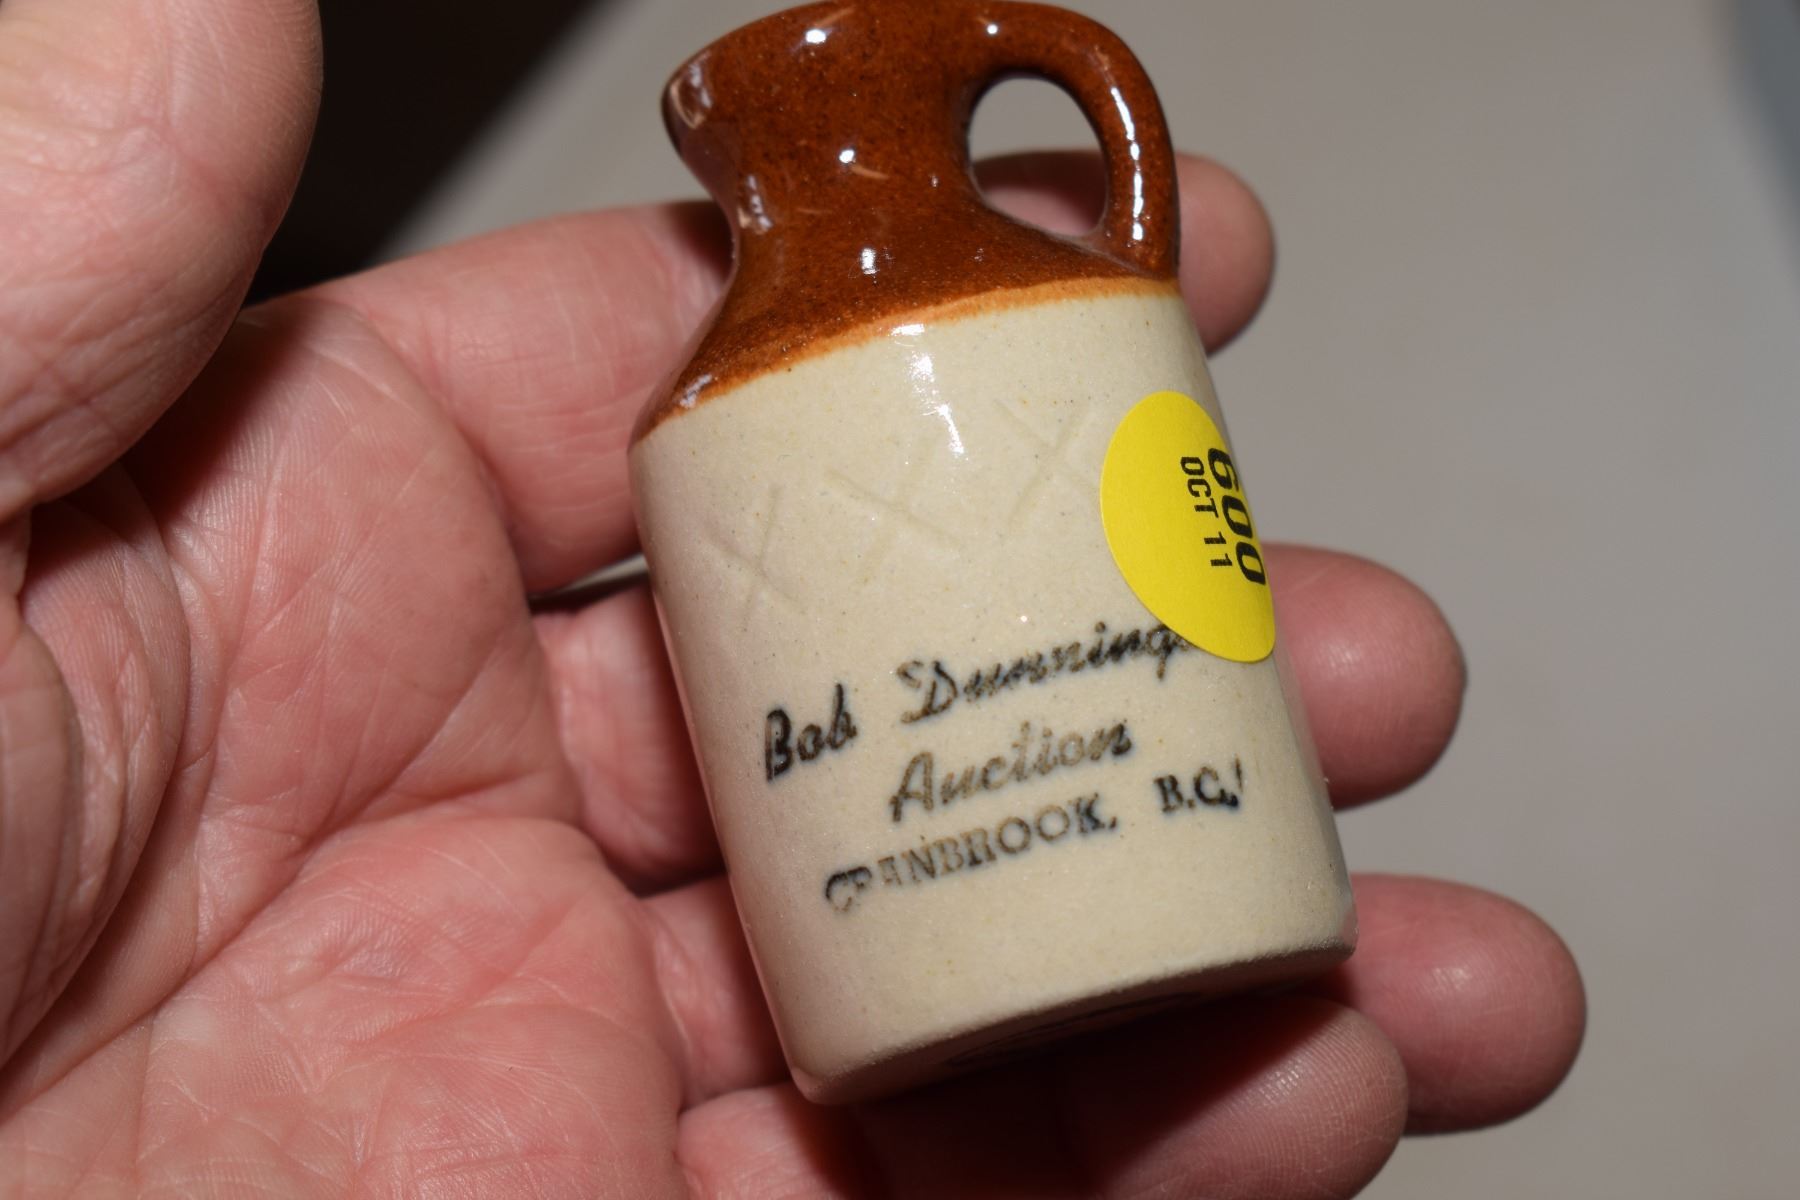 XXX
600
OCT 11
Bob Dunning
Auction
CRANBROOK, B.C.